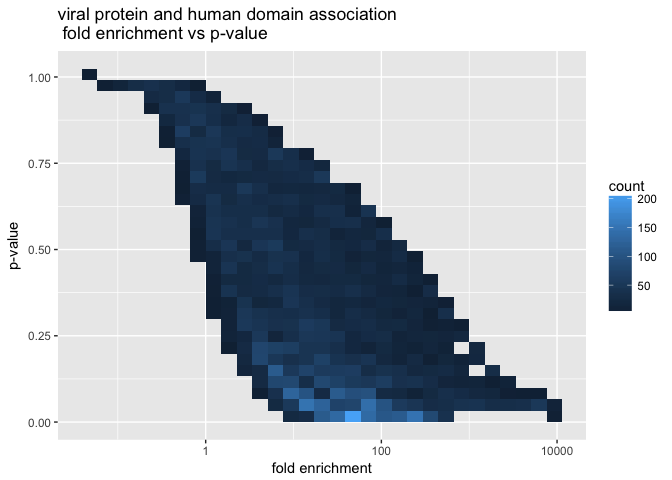 viral protein and human domain association
fold enrichment vs p-value
1.00
0.75
0.50
0.25
0.00
p-value
1
100
10000
fold enrichment
count
200
150
100
50